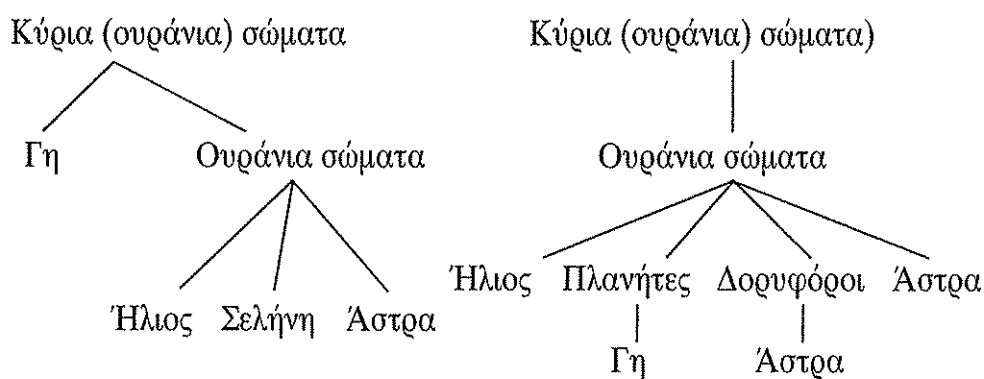 Κύρια (ουράνια) σώματα
Γη
Ουράνια σώματα
Ήλιος Σελήνη Άστρα
Κύρια (ουράνια) σώματα)
Ουράνια σώματα
Ήλιος Πλανήτες Δορυφόροι Άστρα
Γη
Άστρα